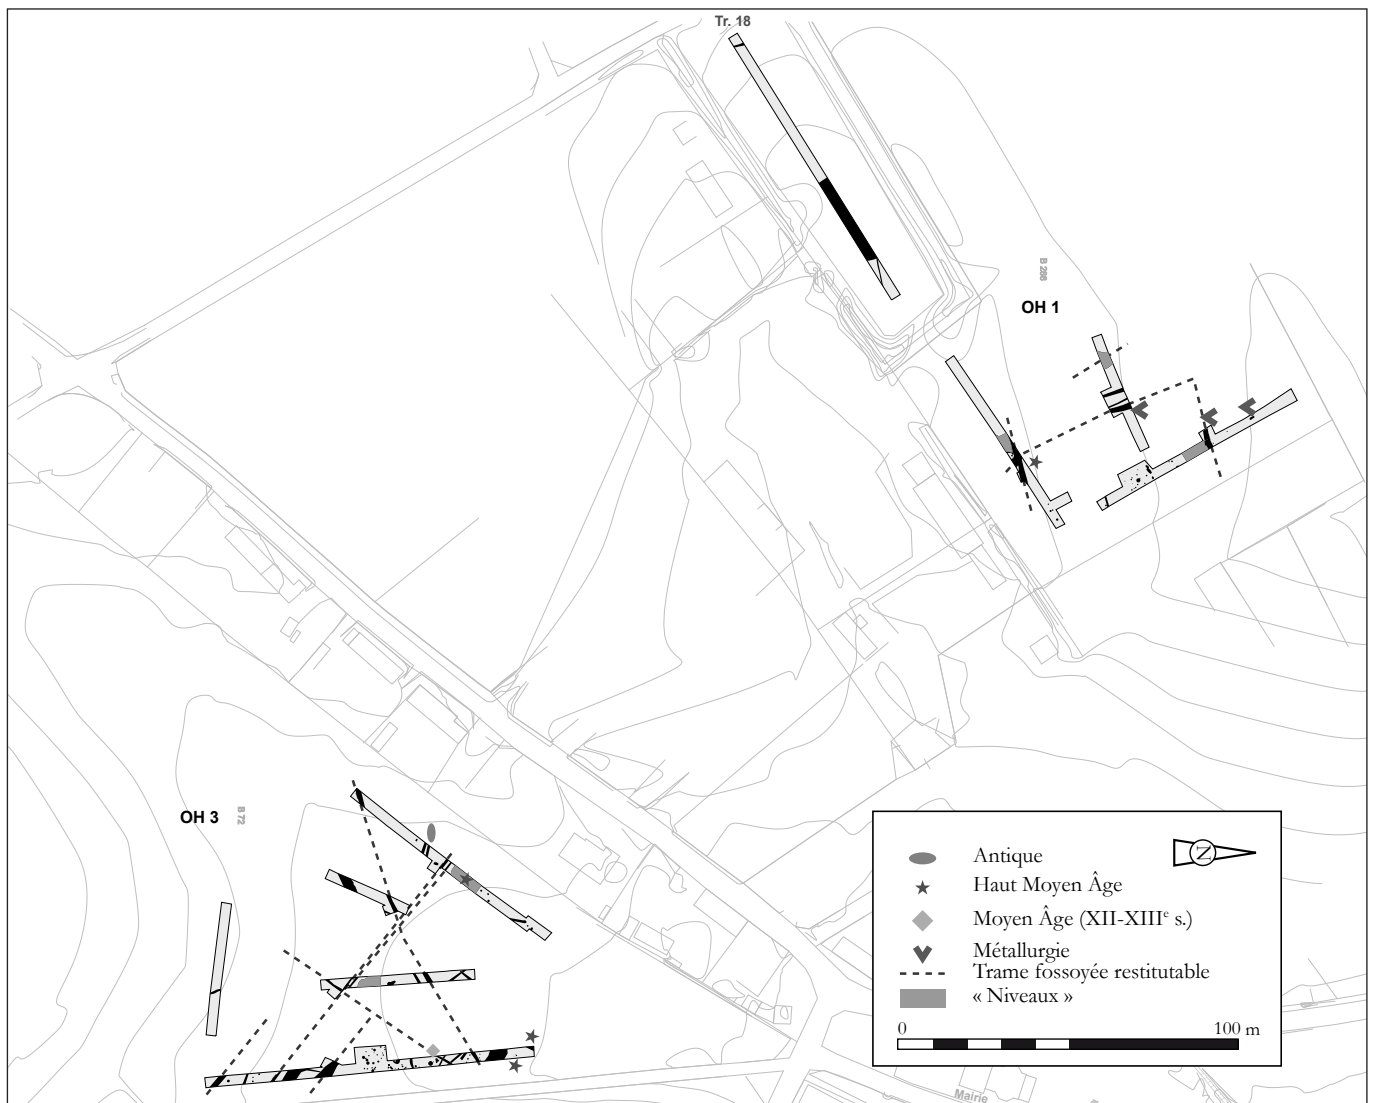 Tr. 18
B 286
OH 1
OH 3
B 72
Antique
Haut Moyen Âge
Moyen Âge (XII-XIIIᵉ s.)
Métallurgie
Trame fossoyée restitutable
« Niveaux »
N
0 100 m
Mairie